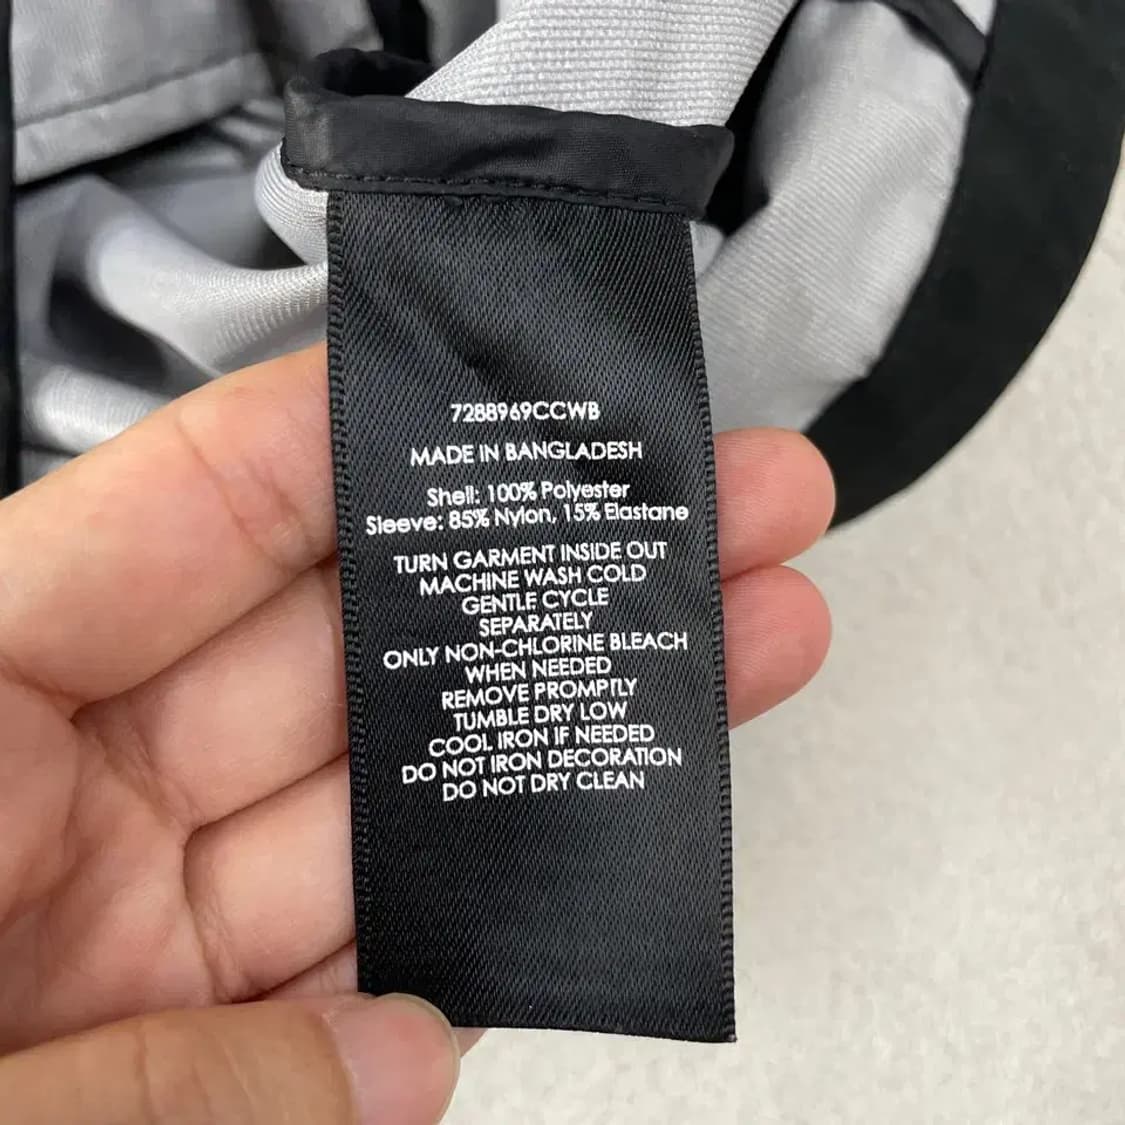 7288969CCWB
MADE IN BANGLADESH
Shell: 100% Polyester
Sleeve: 85% Nylon, 15% Elastane
TURN GARMENT INSIDE OUT
MACHINE WASH COLD
GENTLE CYCLE
SEPARATELY
ONLY NON-CHLORINE BLEACH
WHEN NEEDED
REMOVE PROMPTLY
TUMBLE DRY LOW
COOL IRON IF NEEDED
DO NOT IRON DECORATION
DO NOT DRY CLEAN